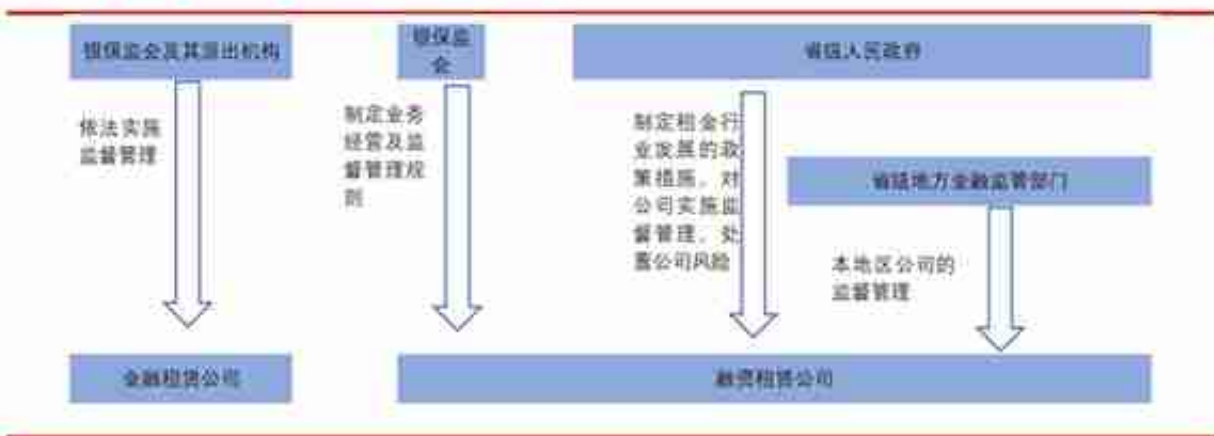 银保监会及其派出机构
银保监
会
省级人民政府
依法实施
监督管理
制定业务
经营及监
督管理规
则
制定租金行
业发展的政
策措施,对
公司实施监
督管理,处
置公司风险
省级地方金融监管部门
本地区公司的
监督管理
金融租赁公司
融资租赁公司